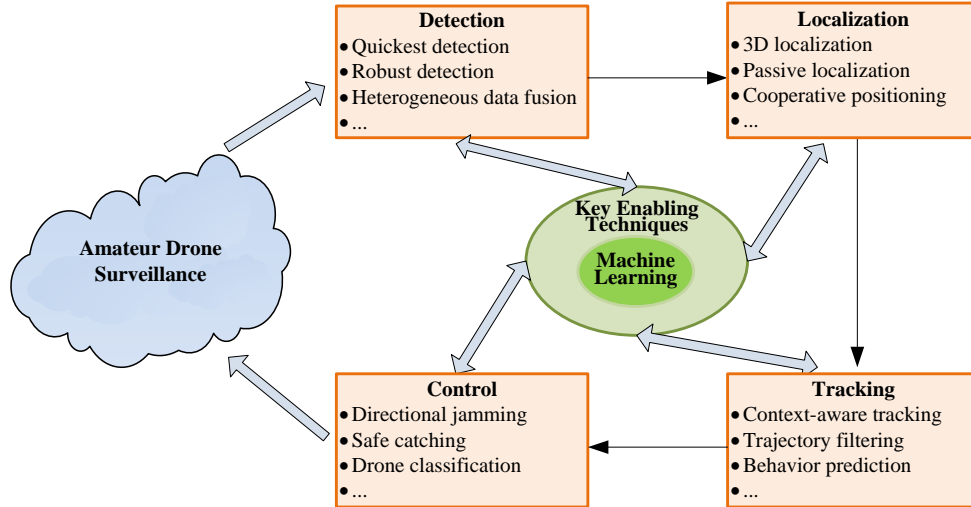 Detection
• Quickest detection
• Robust detection
• Heterogeneous data fusion
• ...
Localization
• 3D localization
• Passive localization
• Cooperative positioning
• ...
Amateur Drone
Surveillance
Key Enabling
Techniques
Machine
Learning
Control
• Directional jamming
• Safe catching
• Drone classification
• ...
Tracking
• Context-aware tracking
• Trajectory filtering
• Behavior prediction
• ...